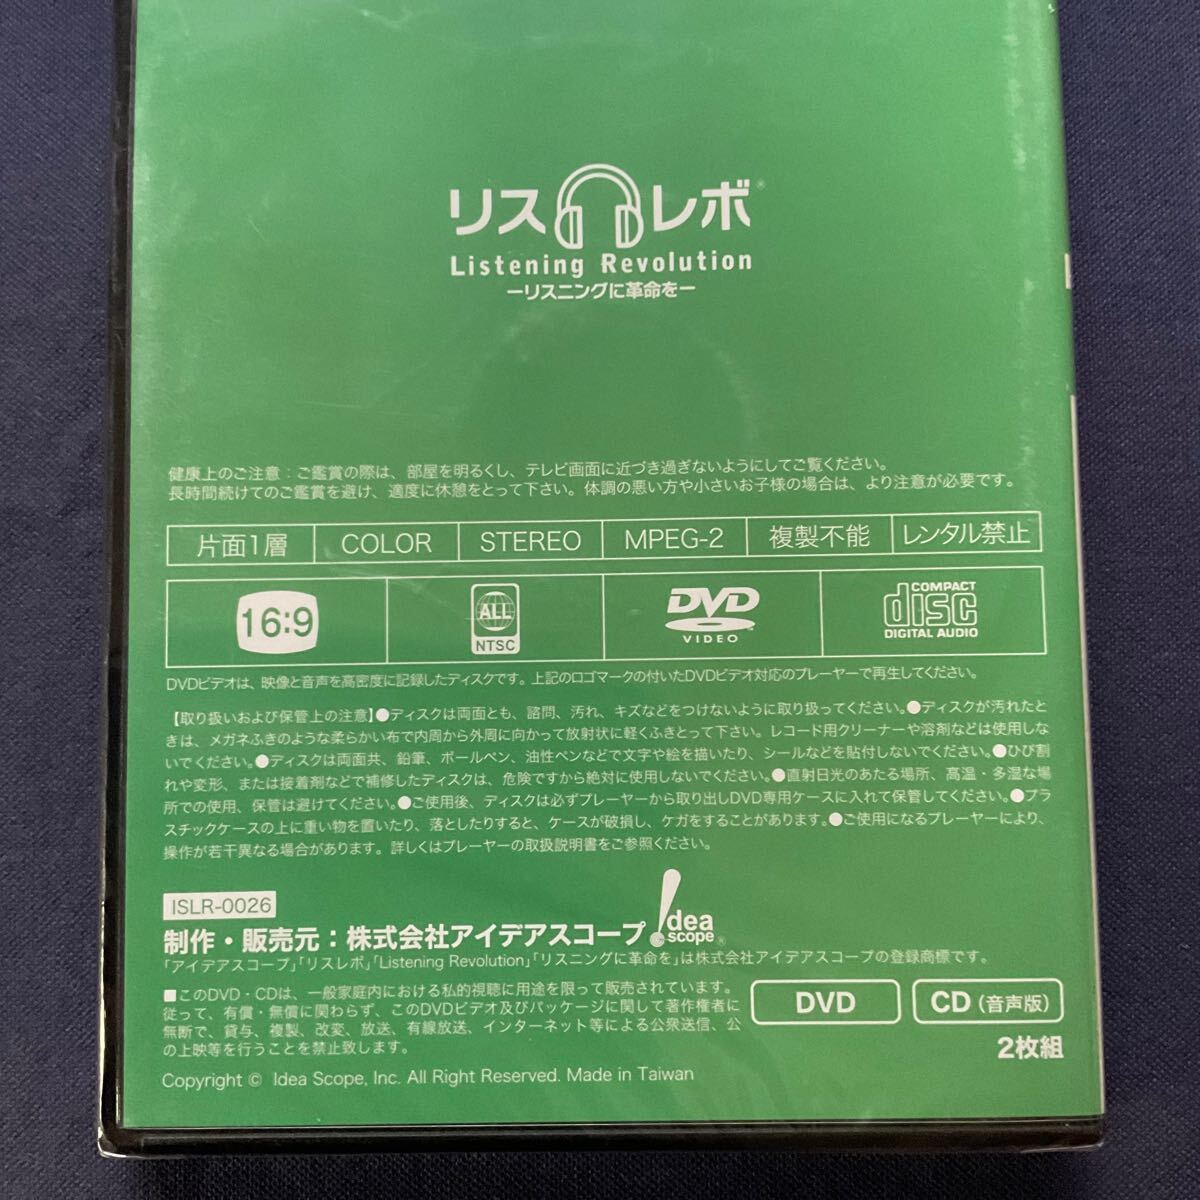 リス レボ®
Listening Revolution
ーリスニングに革命をー
健康上のご注意：ご鑑賞の際は、部屋を明るくし、テレビ画面に近づき過ぎないようにしてご覧ください。
長時間続けてのご鑑賞を避け、適度に休憩をとって下さい。体調の悪い方や小さいお子様の場合は、より注意が必要です。
片面1層 COLOR STEREO MPEG-2 複製不能 レンタル禁止
16:9 ALL NTSC DVD VIDEO COMPACT disc DIGITAL AUDIO
DVDビデオは、映像と音声を高密度に記録したディスクです。上記のロゴマークの付いたDVDビデオ対応のプレーヤーで再生してください。
【取り扱いおよび保管上の注意】●ディスクは両面とも、諮問、汚れ、キズなどをつけないように取り扱ってください。●ディスクが汚れたと
きは、メガネふきのような柔らかい布で内周から外周に向かって放射状に軽くふきとって下さい。レコード用クリーナーや溶剤などは使用しな
いでください。●ディスクは両面共、鉛筆、ボールペン、油性ペンなどで文字や絵を描いたり、シールなどを貼付しないでください。●ひび割
れや変形、または接着剤などで補修したディスクは、危険ですから絶対に使用しないでください。●直射日光のあたる場所、高温・多湿な場
所での使用、保管は避けてください。●ご使用後、ディスクは必ずプレーヤーから取り出しDVD専用ケースに入れて保管してください。●プラ
スチックケースの上に重い物を置いたり、落としたりすると、ケースが破損し、ケガをすることがあります。●ご使用になるプレーヤーにより、
操作が若干異なる場合があります。詳しくはプレーヤーの取扱説明書をご参照ください。
ISLR-0026
制作・販売元：株式会社アイデアスコープ Idea scope®
「アイデアスコープ」「リスレボ」「Listening Revolution」「リスニングに革命を」は株式会社アイデアスコープの登録商標です。
■このDVD・CDは、一般家庭内における私的視聴に用途を限って販売されています。
従って、有償・無償に関わらず、このDVDビデオ及びパッケージに関して著作権者に
無断で、貸与、複製、改変、放送、有線放送、インターネット等による公衆送信、公
の上映等を行うことを禁止致します。
DVD CD（音声版）
2枚組
Copyright © Idea Scope, Inc. All Right Reserved. Made in Taiwan